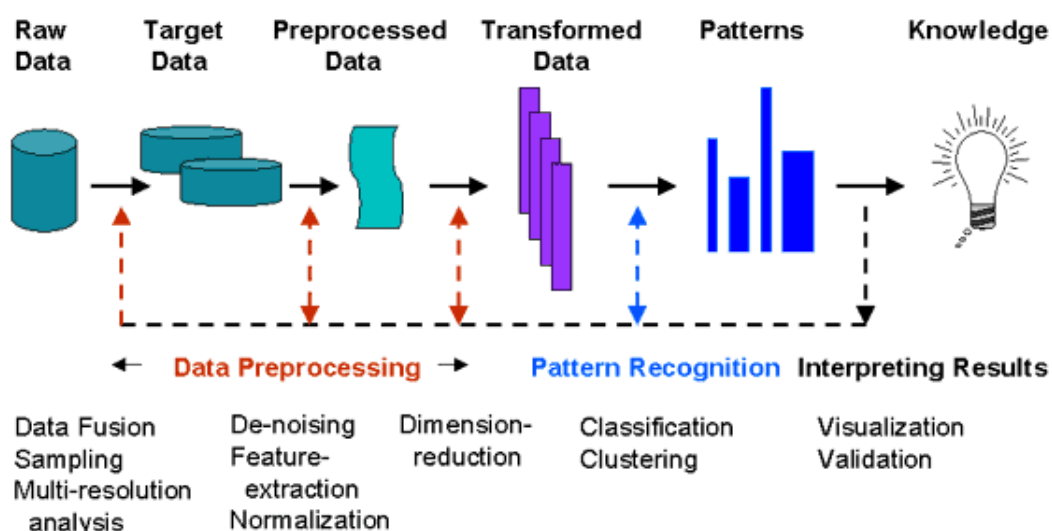 Raw
Data
Target
Data
Preprocessed
Data
Transformed
Data
Patterns
Knowledge
Data Preprocessing
Pattern Recognition
Interpreting Results
Data Fusion
Sampling
Multi-resolution
analysis
De-noising
Feature-
extraction
Normalization
Dimension-
reduction
Classification
Clustering
Visualization
Validation